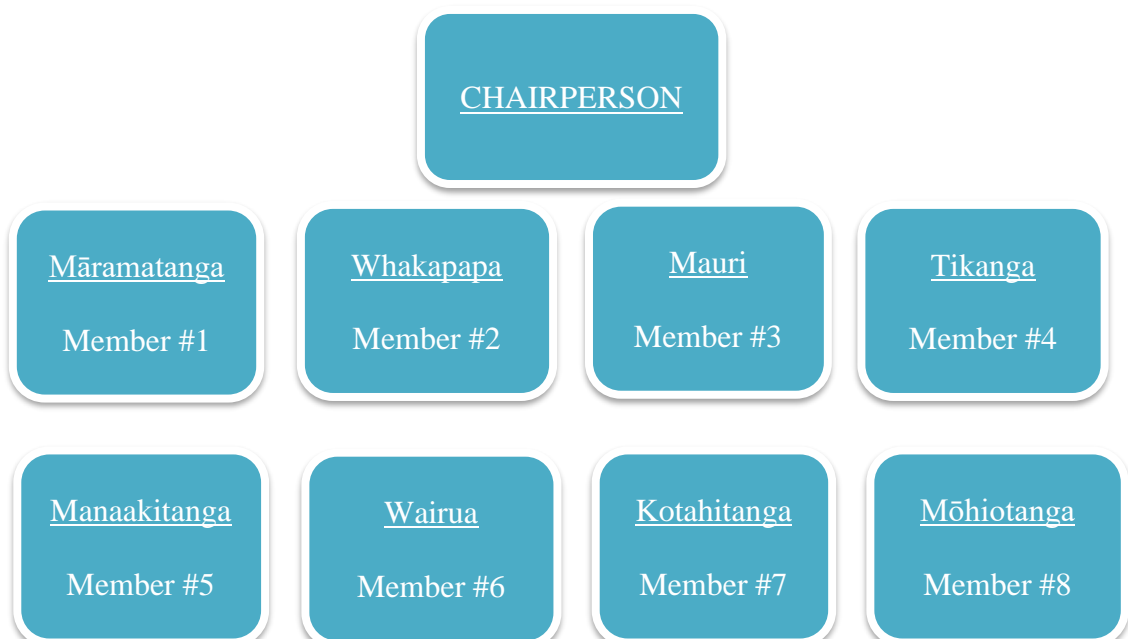 CHAIRPERSON
Māramatanga
Member #1
Whakapapa
Member #2
Mauri
Member #3
Tikanga
Member #4
Manaakitanga
Member #5
Wairua
Member #6
Kotahitanga
Member #7
Mōhiotanga
Member #8